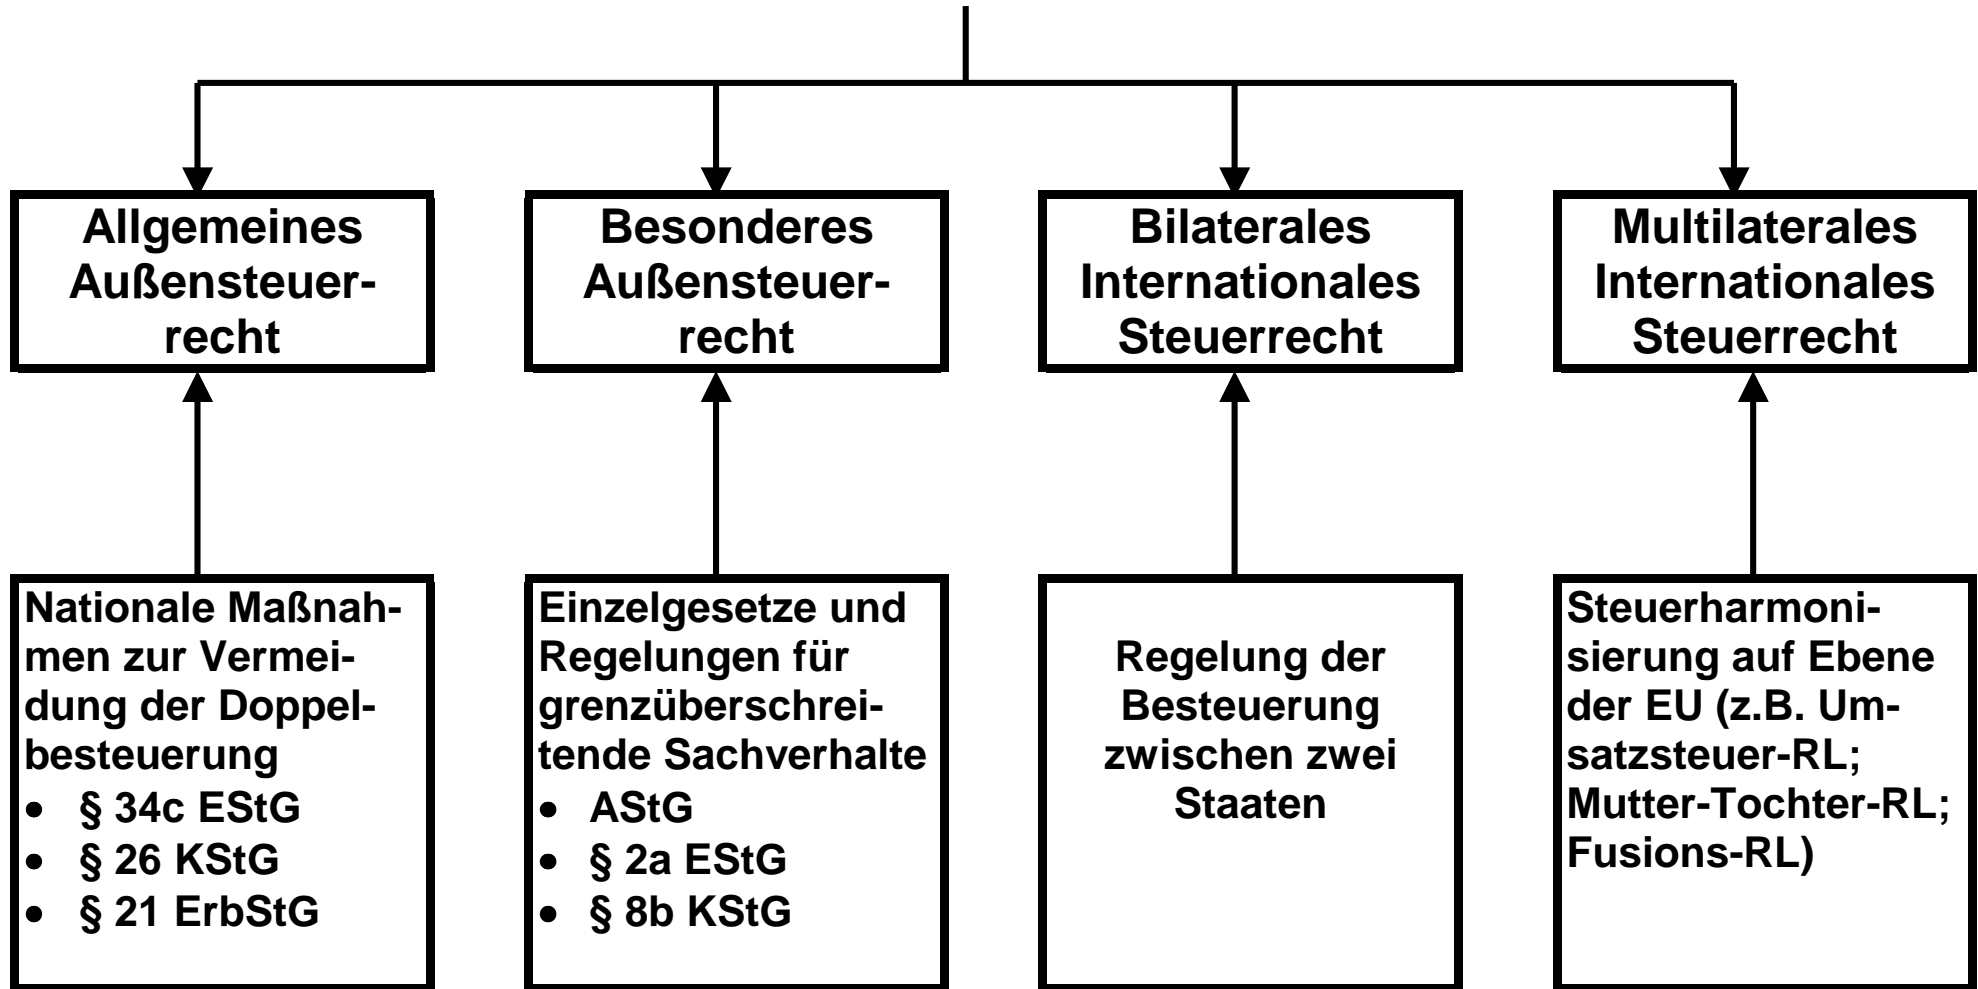 Allgemeines
Außensteuer-
recht
Besonderes
Außensteuer-
recht
Bilaterales
Internationales
Steuerrecht
Multilaterales
Internationales
Steuerrecht
Nationale Maßnah-
men zur Vermei-
dung der Doppel-
besteuerung
• § 34c EStG
• § 26 KStG
• § 21 ErbStG
Einzelgesetze und
Regelungen für
grenzüberschrei-
tende Sachverhalte
• AStG
• § 2a EStG
• § 8b KStG
Regelung der
Besteuerung
zwischen zwei
Staaten
Steuerharmoni-
sierung auf Ebene
der EU (z.B. Um-
satzsteuer-RL;
Mutter-Tochter-RL;
Fusions-RL)